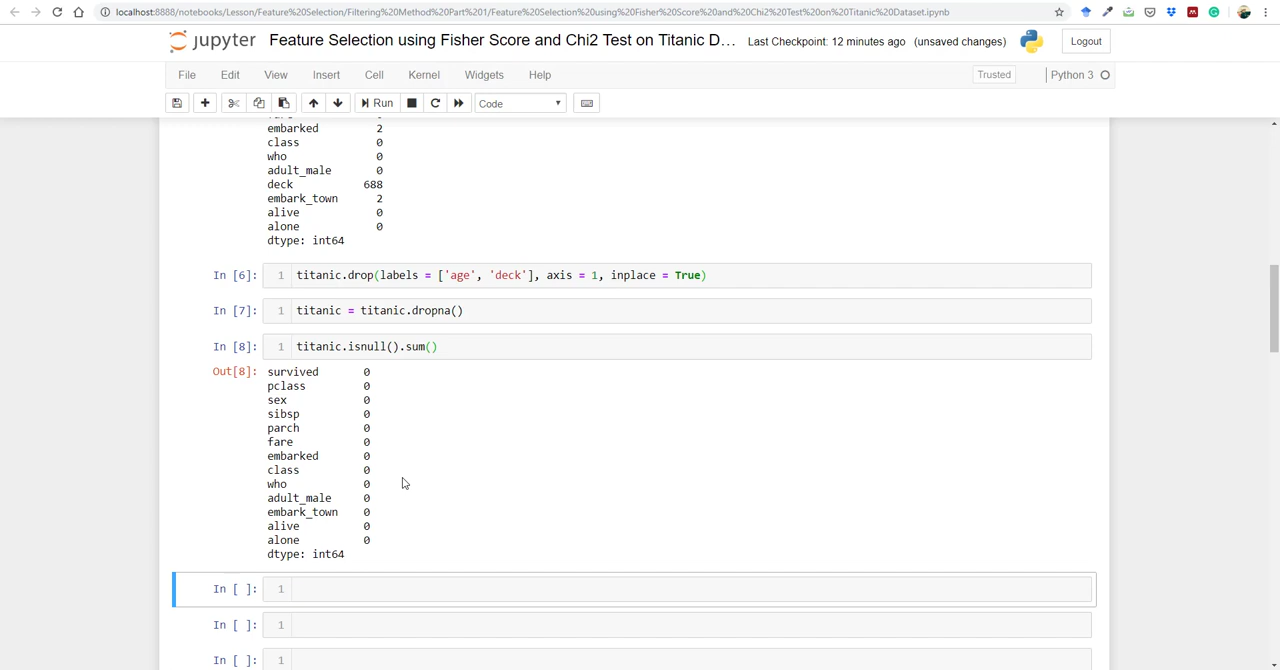 localhost:8888/notebooks/Lesson/Feature%20Selection/Filtering%20Method%20Part%201/Feature%20Selection%20using%20Fisher%20Score%20and%20Chi2%20Test%20on%20Titanic%20Dataset.ipynb
jupyter Feature Selection using Fisher Score and Chi2 Test on Titanic D... Last Checkpoint: 12 minutes ago (unsaved changes) Logout
File Edit View Insert Cell Kernel Widgets Help Trusted Python 3
Run Code
embarked 2
class 0
who 0
adult_male 0
deck 688
embark_town 2
alive 0
alone 0
dtype: int64
In [6]: 1 titanic.drop(labels = ['age', 'deck'], axis = 1, inplace = True)
In [7]: 1 titanic = titanic.dropna()
In [8]: 1 titanic.isnull().sum()
Out[8]: survived 0
pclass 0
sex 0
sibsp 0
parch 0
fare 0
embarked 0
class 0
who 0
adult_male 0
embark_town 0
alive 0
alone 0
dtype: int64
In [ ]: 1
In [ ]: 1
In [ ]: 1